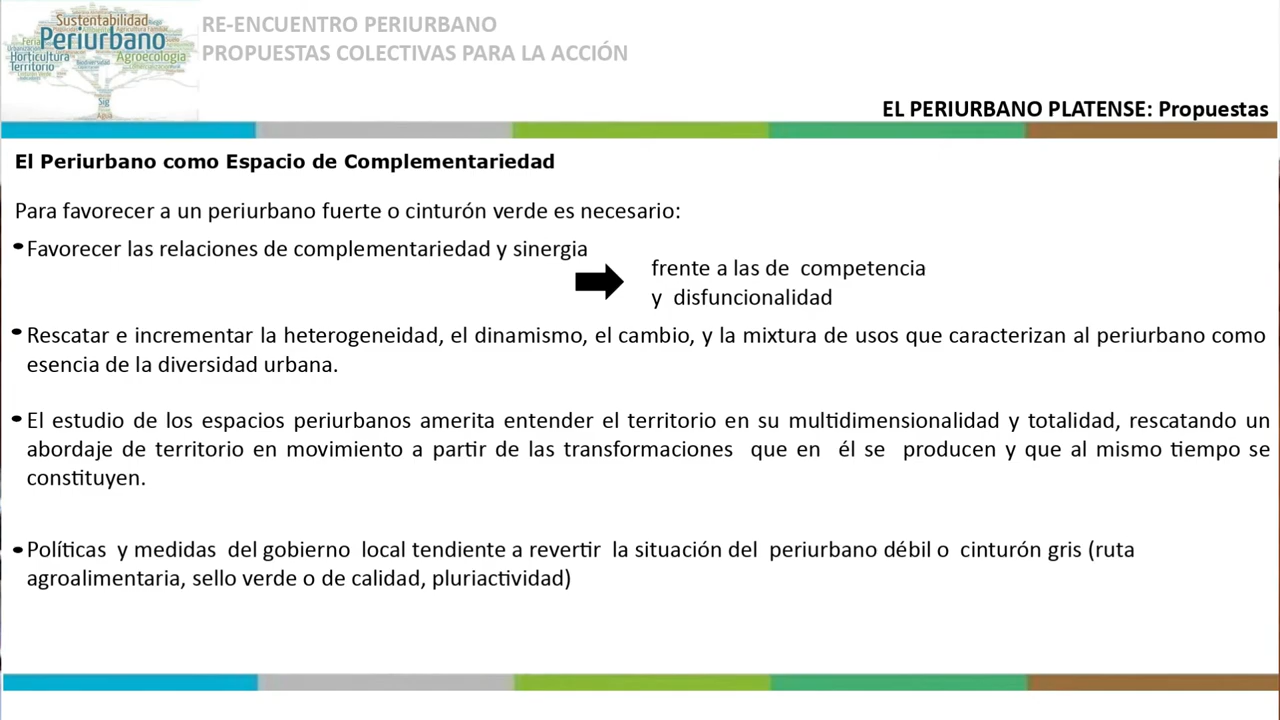 Sustentabilidad
Periurbano
Feria
Horticultura
Agroecología
Territorio
Sig
Agua
RE-ENCUENTRO PERIURBANO
PROPUESTAS COLECTIVAS PARA LA ACCIÓN
EL PERIURBANO PLATENSE: Propuestas
El Periurbano como Espacio de Complementariedad
Para favorecer a un periurbano fuerte o cinturón verde es necesario:
•Favorecer las relaciones de complementariedad y sinergia
frente a las de competencia
y disfuncionalidad
•Rescatar e incrementar la heterogeneidad, el dinamismo, el cambio, y la mixtura de usos que caracterizan al periurbano como
esencia de la diversidad urbana.
•El estudio de los espacios periurbanos amerita entender el territorio en su multidimensionalidad y totalidad, rescatando un
abordaje de territorio en movimiento a partir de las transformaciones que en él se producen y que al mismo tiempo se
constituyen.
•Políticas y medidas del gobierno local tendiente a revertir la situación del periurbano débil o cinturón gris (ruta
agroalimentaria, sello verde o de calidad, pluriactividad)